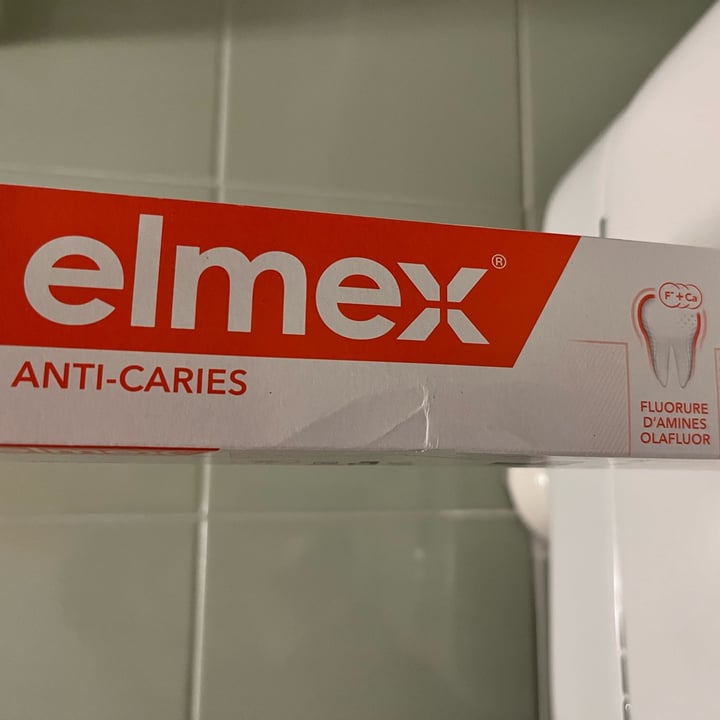 elmex®
ANTI-CARIES
F⁻+Ca
FLUORURE
D'AMINES
OLAFLUOR